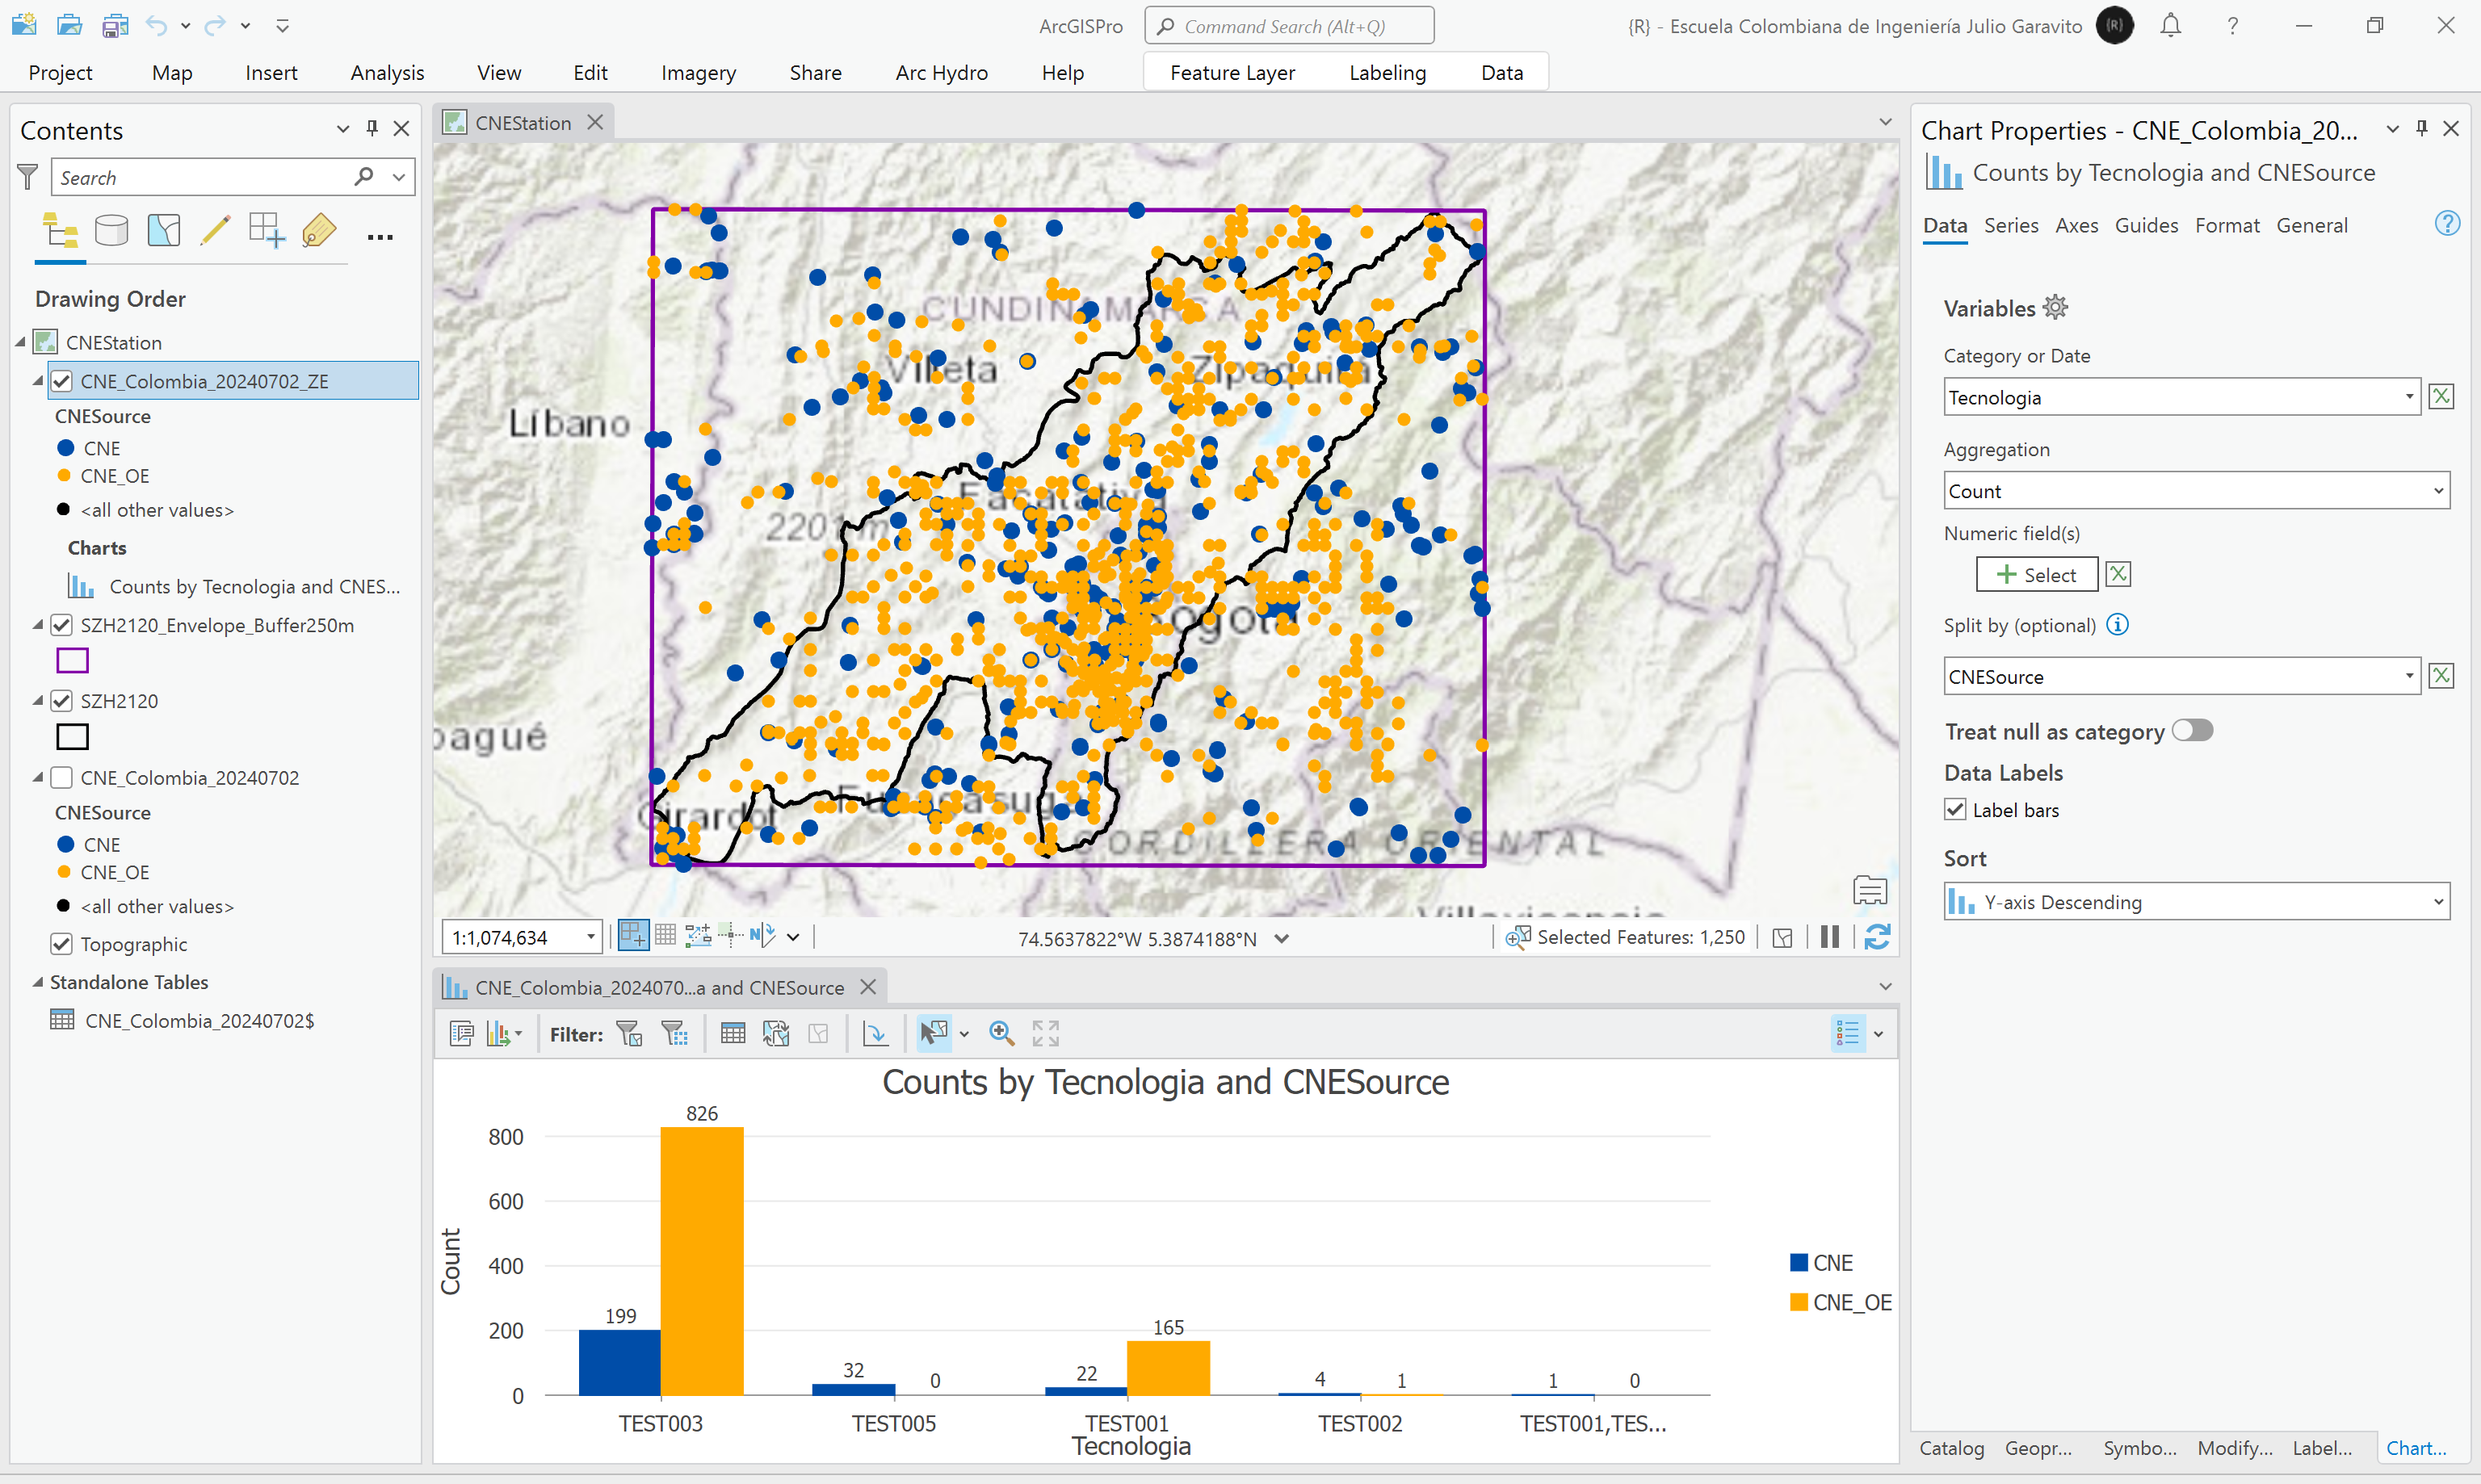 ArcGISPro
Command Search (Alt+Q)
{R} - Escuela Colombiana de Ingeniería Julio Garavito
{R}
Project
Map
Insert
Analysis
View
Edit
Imagery
Share
Arc Hydro
Help
Feature Layer
Labeling
Data
Contents
Search
Drawing Order
CNEStation
CNE_Colombia_20240702_ZE
CNESource
CNE
CNE_OE
<all other values>
Charts
Counts by Tecnologia and CNES...
SZH2120_Envelope_Buffer250m
SZH2120
CNE_Colombia_20240702
CNESource
CNE
CNE_OE
<all other values>
Topographic
Standalone Tables
CNE_Colombia_20240702$
CNEStation
CUNDINAMARCA
Villeta
Zipaquirá
Líbano
Facatativá
2201 m
Bogotá
bagué
Girardot
Fusagasugá
CORDILLERA ORIENTAL
Villavicencio
1:1,074,634
74.5637822°W 5.3874188°N
Selected Features: 1,250
CNE_Colombia_2024070...a and CNESource
Filter:
Counts by Tecnologia and CNESource
Count
800
600
400
200
0
826
199
32
0
22
165
4
1
1
0
TEST003
TEST005
TEST001
TEST002
TEST001,TES...
Tecnologia
CNE
CNE_OE
Chart Properties - CNE_Colombia_20...
Counts by Tecnologia and CNESource
Data
Series
Axes
Guides
Format
General
Variables
Category or Date
Tecnologia
Aggregation
Count
Numeric field(s)
Select
Split by (optional)
CNESource
Treat null as category
Data Labels
Label bars
Sort
Y-axis Descending
Catalog
Geopr...
Symbo...
Modify...
Label...
Chart...